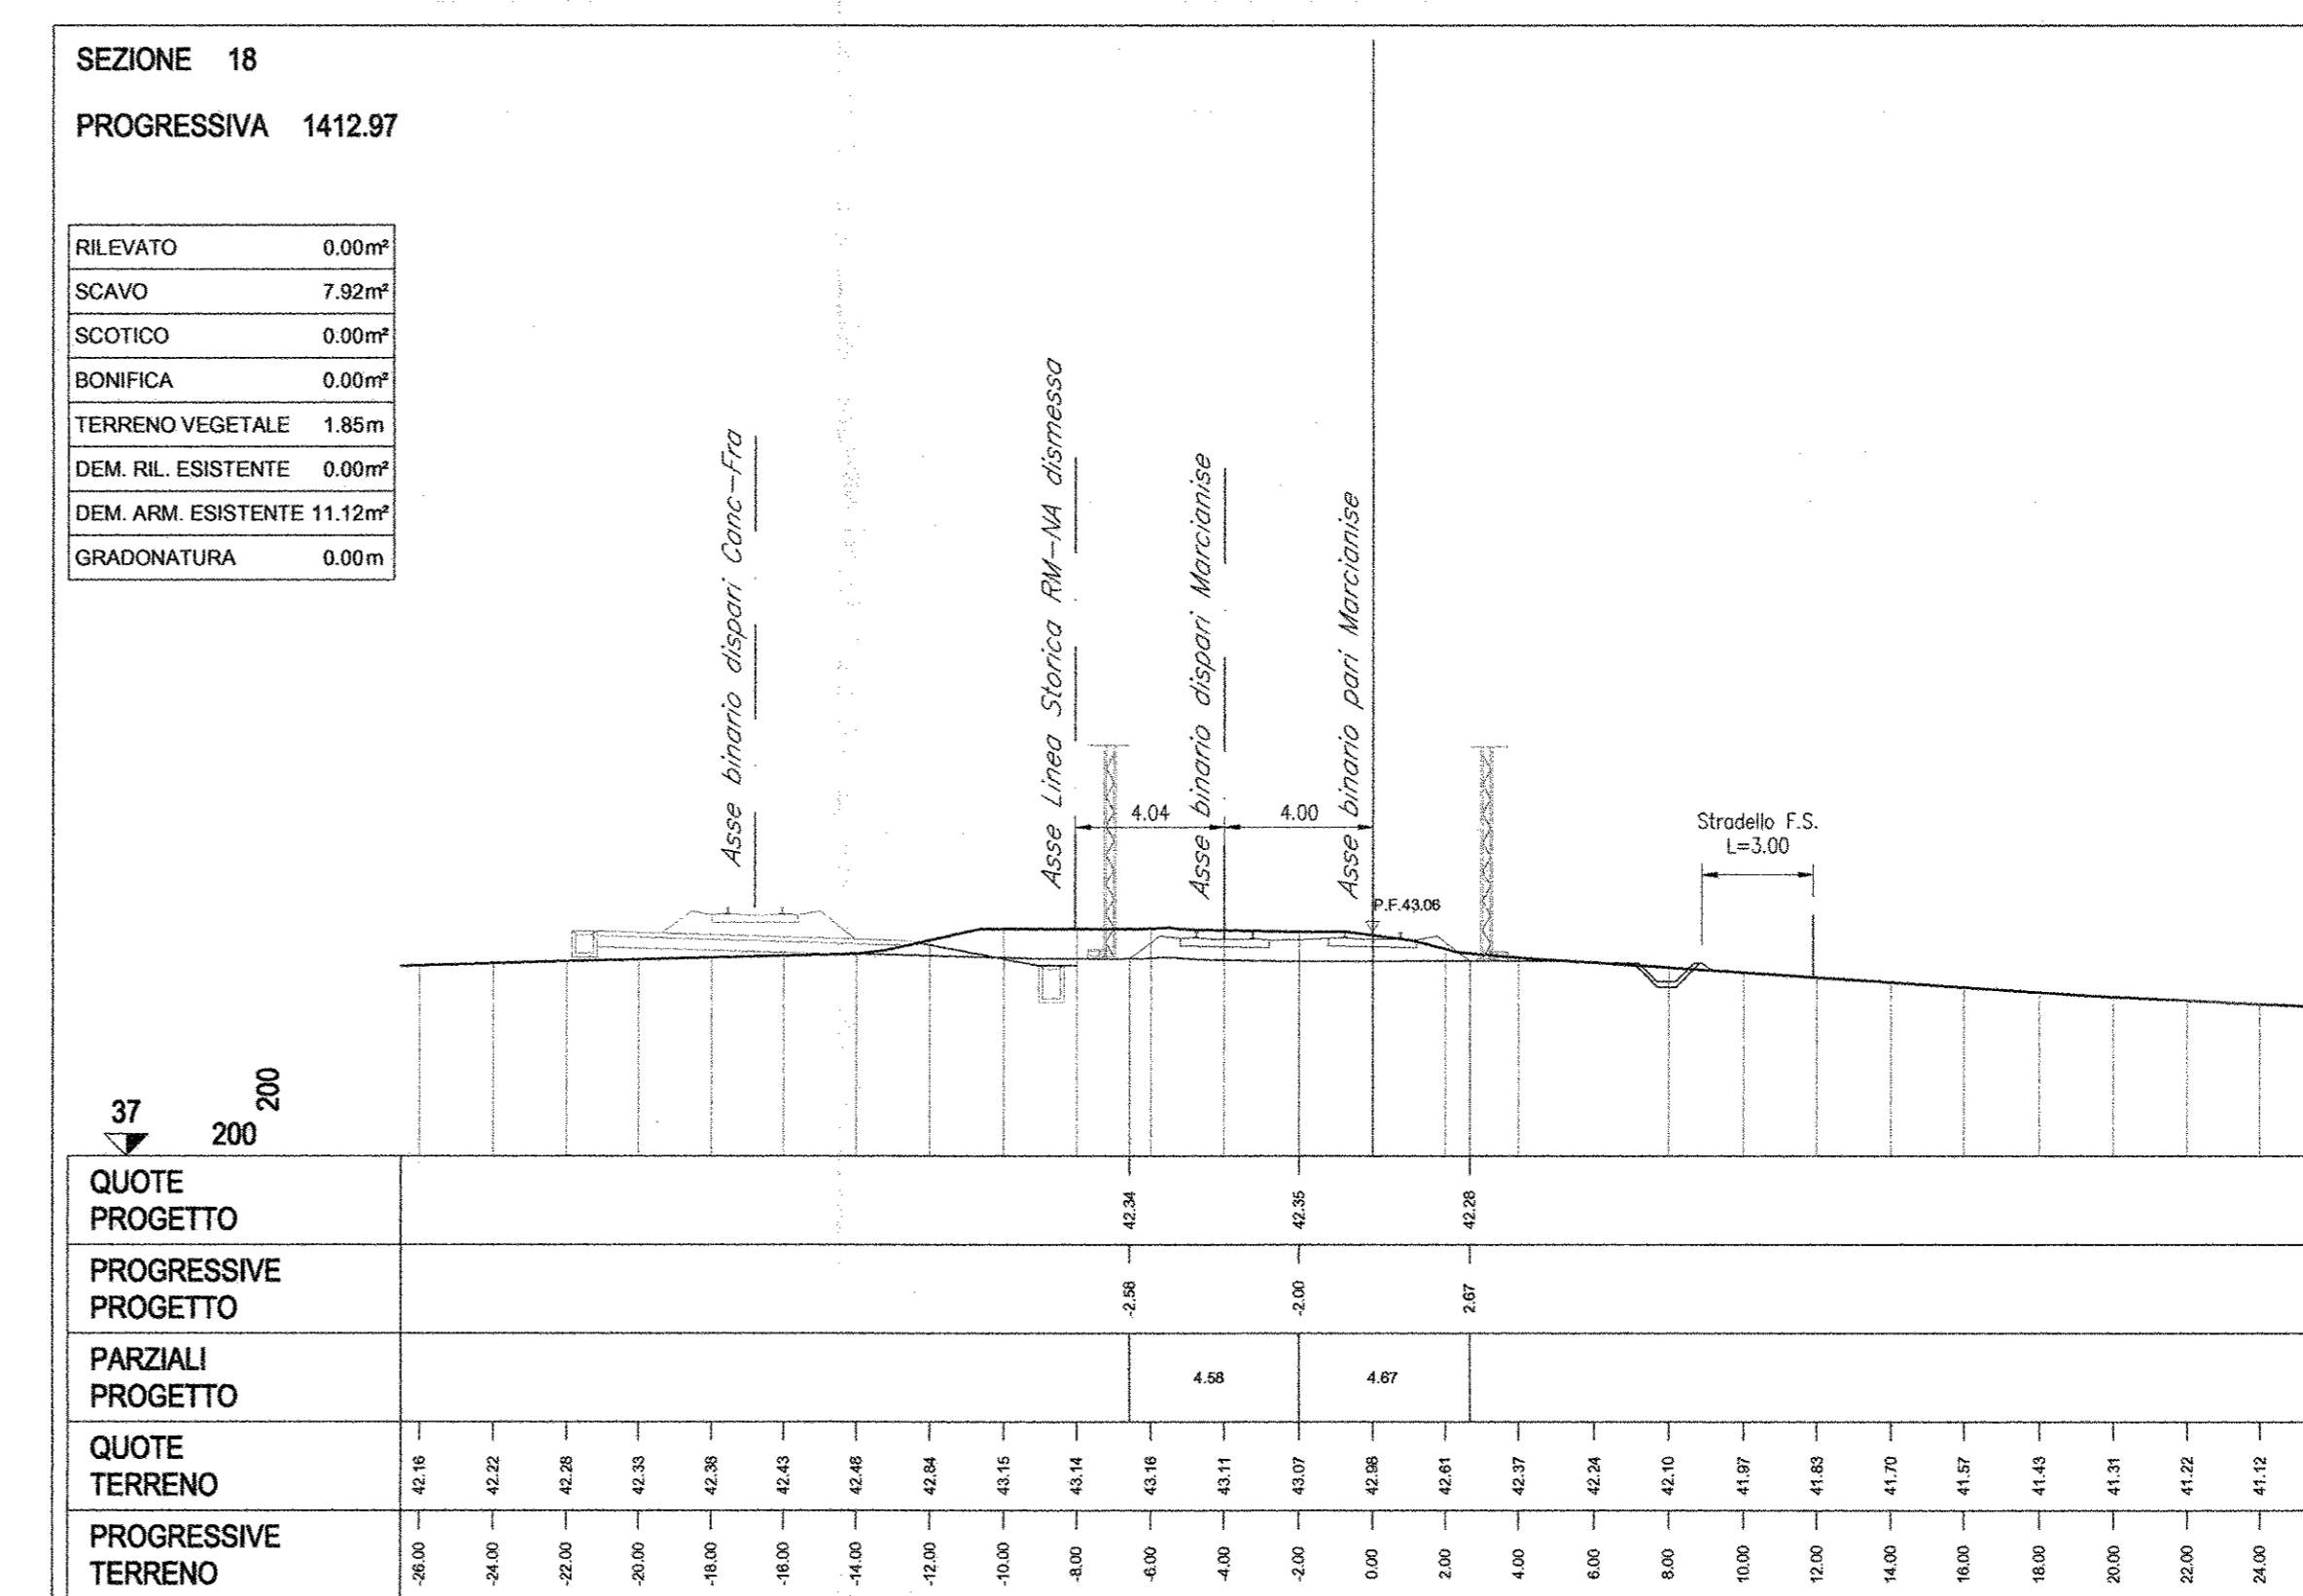 SEZIONE 18
PROGRESSIVA 1412.97
RILEVATO 0.00m²
SCAVO 7.92m²
SCOTICO 0.00m²
BONIFICA 0.00m²
TERRENO VEGETALE 1.85m
DEM. RIL. ESISTENTE 0.00m²
DEM. ARM. ESISTENTE 11.12m²
GRADONATURA 0.00m
Asse binario dispari Canc-Fra
Asse Linea Storica RM-NA dismessa
Asse binario dispari Marcianise
Asse binario pari Marcianise
4.04 4.00
Stradello F.S.
L=3.00
P.F.43.06
37
200
200
QUOTE
PROGETTO
42.34 42.35 42.28
PROGRESSIVE
PROGETTO
-2.58 -2.00 2.67
PARZIALI
PROGETTO
4.58 4.67
QUOTE
TERRENO
42.16 42.22 42.28 42.33 42.38 42.43 42.48 42.84 43.15 43.14 43.16 43.11 43.07 42.98 42.61 42.37 42.24 42.10 41.97 41.83 41.70 41.57 41.43 41.31 41.22 41.12
PROGRESSIVE
TERRENO
-26.00 -24.00 -22.00 -20.00 -18.00 -16.00 -14.00 -12.00 -10.00 -8.00 -6.00 -4.00 -2.00 0.00 2.00 4.00 6.00 8.00 10.00 12.00 14.00 16.00 18.00 20.00 22.00 24.00